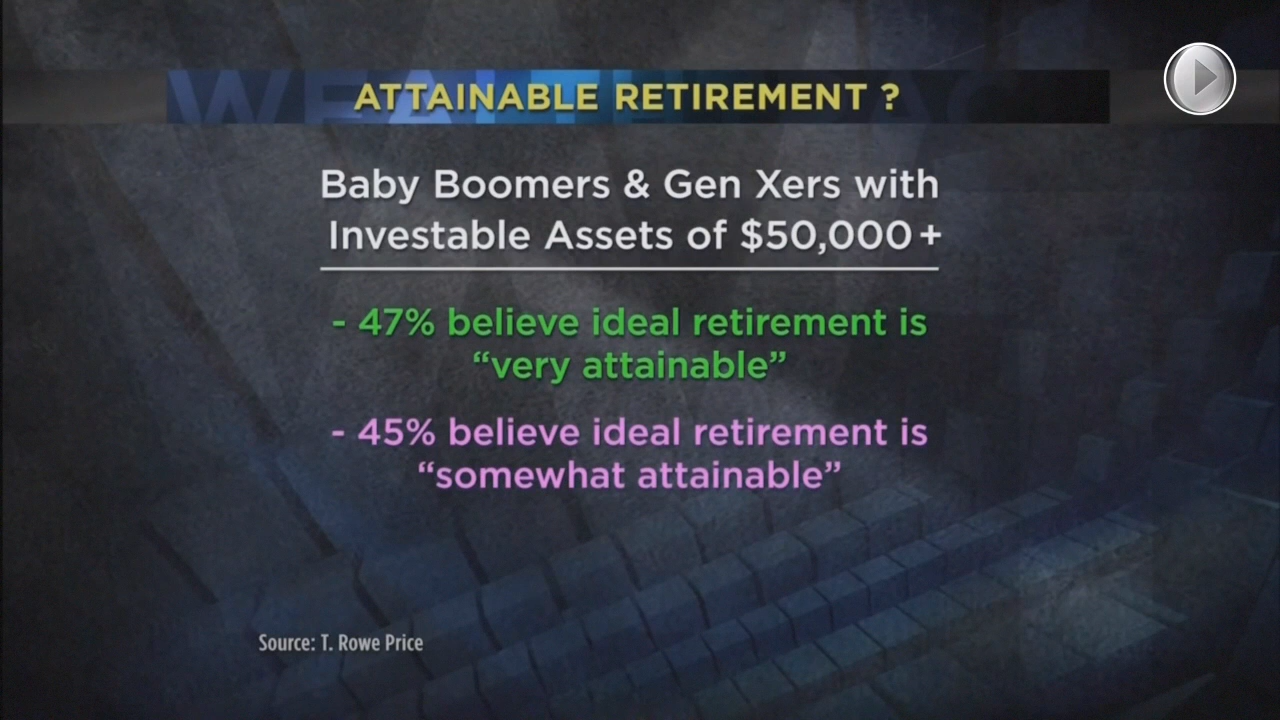 ATTAINABLE RETIREMENT ?
Baby Boomers & Gen Xers with
Investable Assets of $50,000+
- 47% believe ideal retirement is
“very attainable”
- 45% believe ideal retirement is
“somewhat attainable”
Source: T. Rowe Price